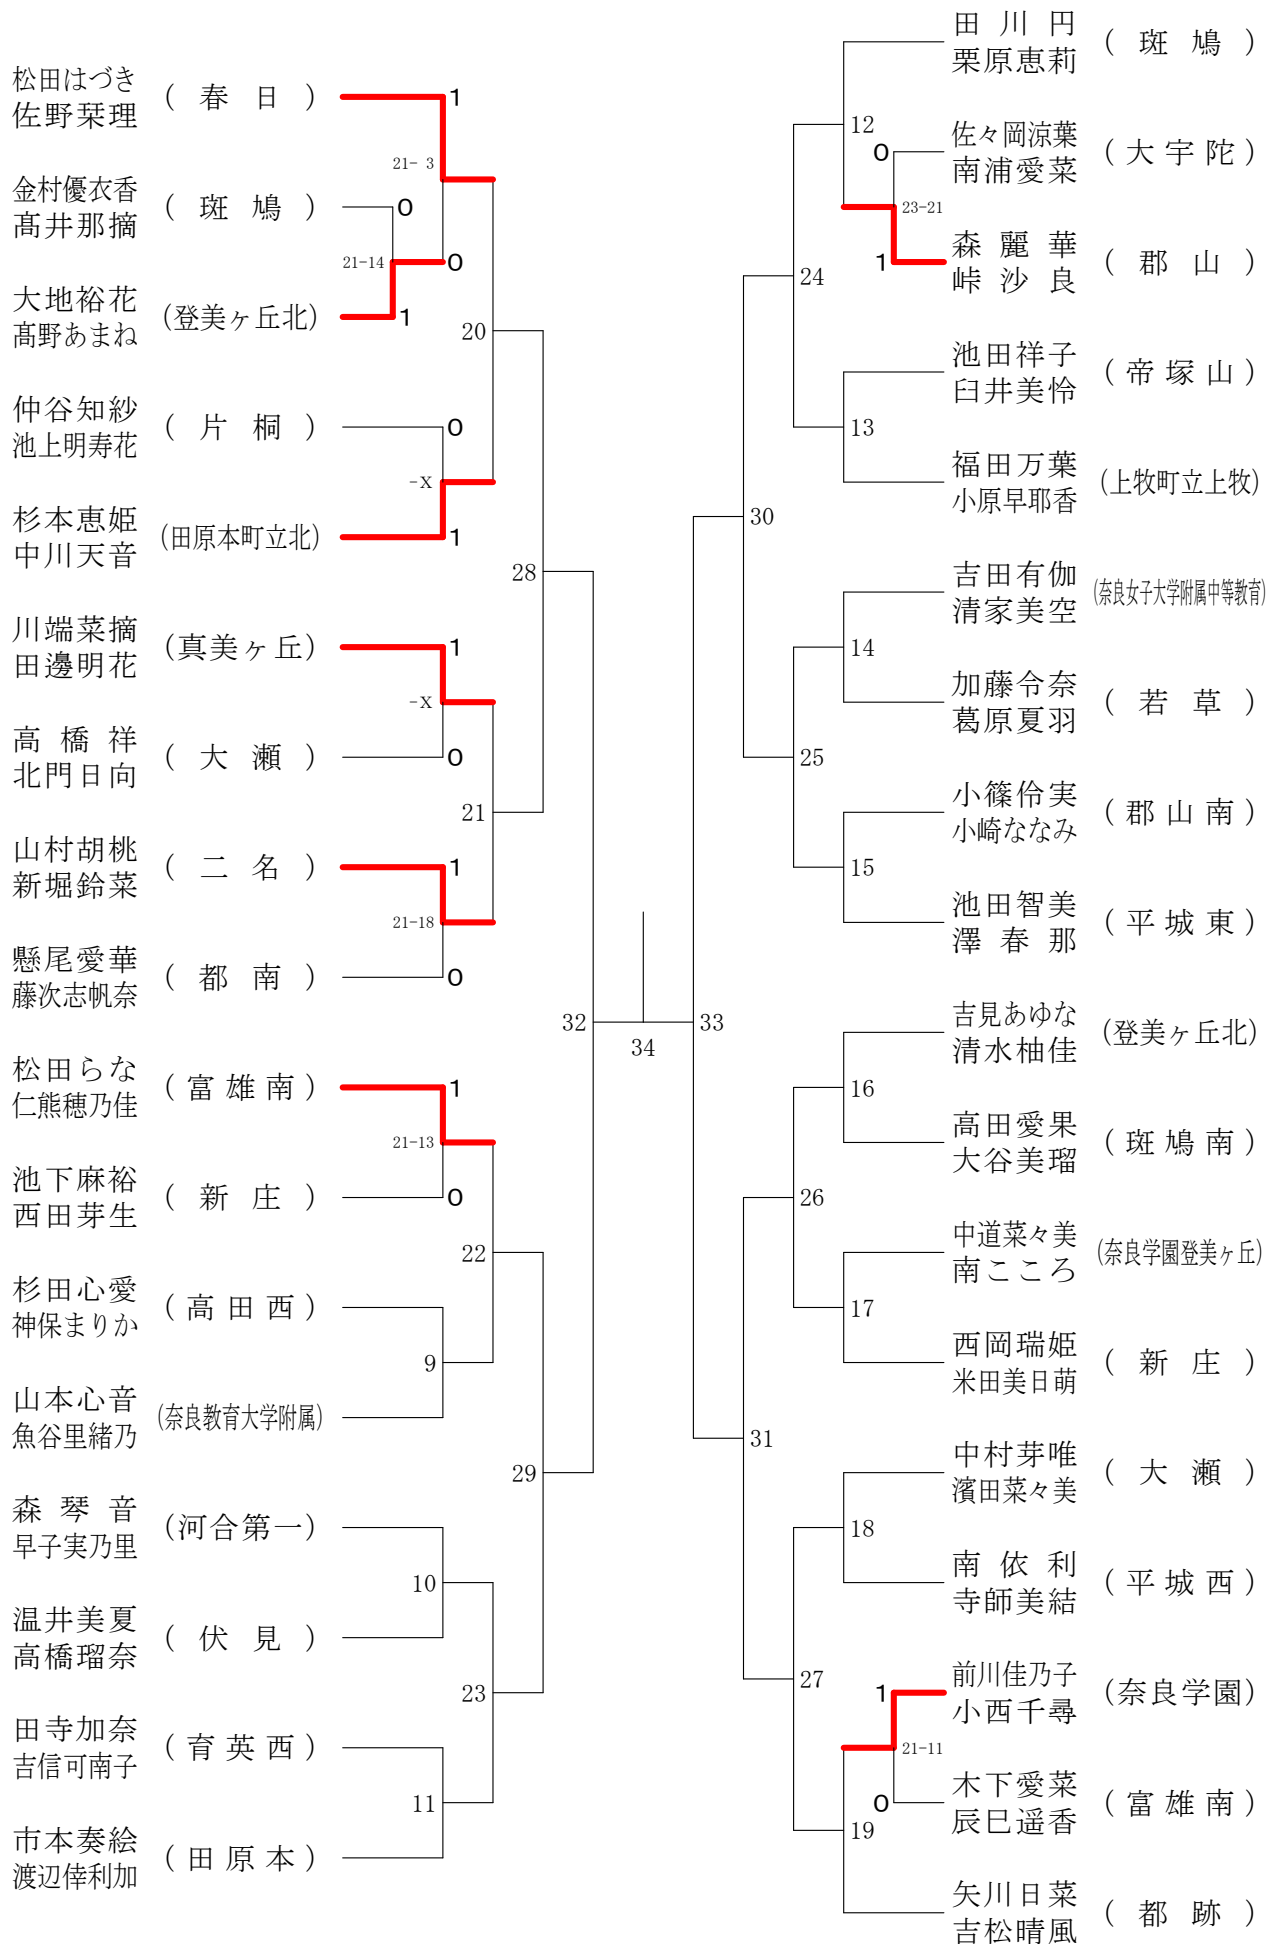 松田はづき
佐野栞理
( 春 日 )
1
21- 3
金村優衣香
髙井那摘
( 斑 鳩 )
0
21-14
0
大地裕花
髙野あまね
(登美ヶ丘北)
1
20
仲谷知紗
池上明寿花
( 片 桐 )
0
-X
杉本恵姫
中川天音
(田原本町立北)
1
28
川端菜摘
田邊明花
(真美ヶ丘)
1
-X
高橋祥
北門日向
( 大 瀬 )
0
21
山村胡桃
新堀鈴菜
( 二 名 )
1
21-18
懸尾愛華
藤次志帆奈
( 都 南 )
0
32
松田らな
仁熊穂乃佳
( 富 雄 南 )
1
21-13
池下麻裕
西田芽生
( 新 庄 )
0
22
杉田心愛
神保まりか
( 高 田 西 )
9
山本心音
魚谷里緒乃
(奈良教育大学附属)
29
森琴音
早子実乃里
(河合第一)
10
温井美夏
高橋瑠奈
( 伏 見 )
23
田寺加奈
吉信可南子
( 育 英 西 )
11
市本奏絵
渡辺倖利加
( 田 原 本 )
34
田川円
栗原恵莉
( 斑 鳩 )
12
佐々岡涼葉
南浦愛菜
( 大 宇 陀 )
0
23-21
森麗華
峠沙良
( 郡 山 )
1
24
池田祥子
臼井美怜
( 帝 塚 山 )
13
福田万葉
小原早耶香
(上牧町立上牧)
30
吉田有伽
清家美空
(奈良女子大学附属中等教育)
14
加藤令奈
葛原夏羽
( 若 草 )
25
小篠伶実
小崎ななみ
( 郡 山 南 )
15
池田智美
澤春那
( 平 城 東 )
33
吉見あゆな
清水柚佳
(登美ヶ丘北)
16
高田愛果
大谷美瑠
( 斑 鳩 南 )
26
中道菜々美
南こころ
(奈良学園登美ヶ丘)
17
西岡瑞姫
米田美日萌
( 新 庄 )
31
中村芽唯
濱田菜々美
( 大 瀬 )
18
南依利
寺師美結
( 平 城 西 )
27
前川佳乃子
小西千尋
(奈良学園)
1
21-11
木下愛菜
辰巳遥香
( 富 雄 南 )
0
19
矢川日菜
吉松晴風
( 都 跡 )